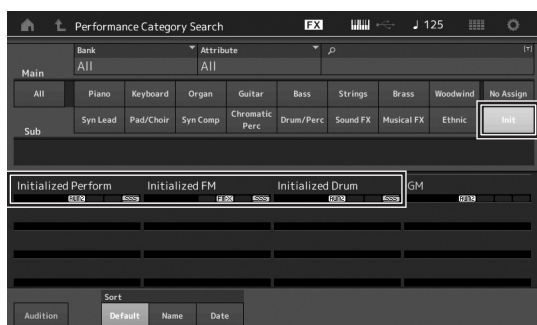 Performance Category Search FX 125
Bank Attribute
Main All All
All Piano Keyboard Organ Guitar Bass Strings Brass Woodwind No Assign
Sub Syn Lead Pad/Choir Syn Comp Chromatic Perc Drum/Perc Sound FX Musical FX Ethnic Init
Initialized Perform Initialized FM Initialized Drum GM
Sort
Audition Default Name Date